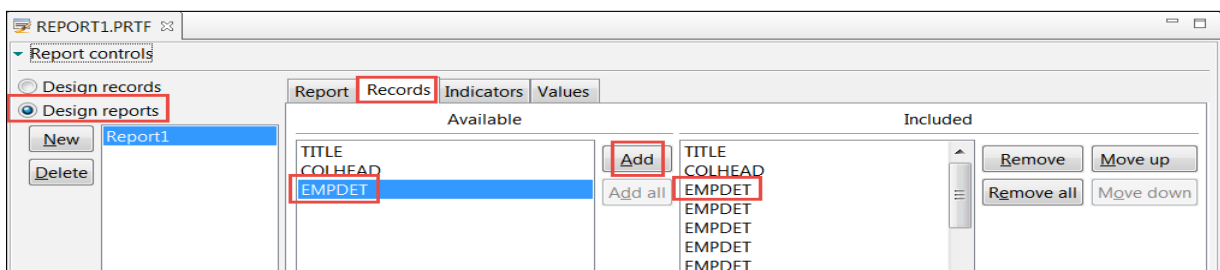 REPORT1.PRTF
Report controls
Design records
Design reports
New
Delete
Report1
Report Records Indicators Values
Available
Included
TITLE
COLHEAD
EMPDET
Add
Add all
TITLE
COLHEAD
EMPDET
EMPDET
EMPDET
EMPDET
EMPDET
Remove
Move up
Remove all
Move down